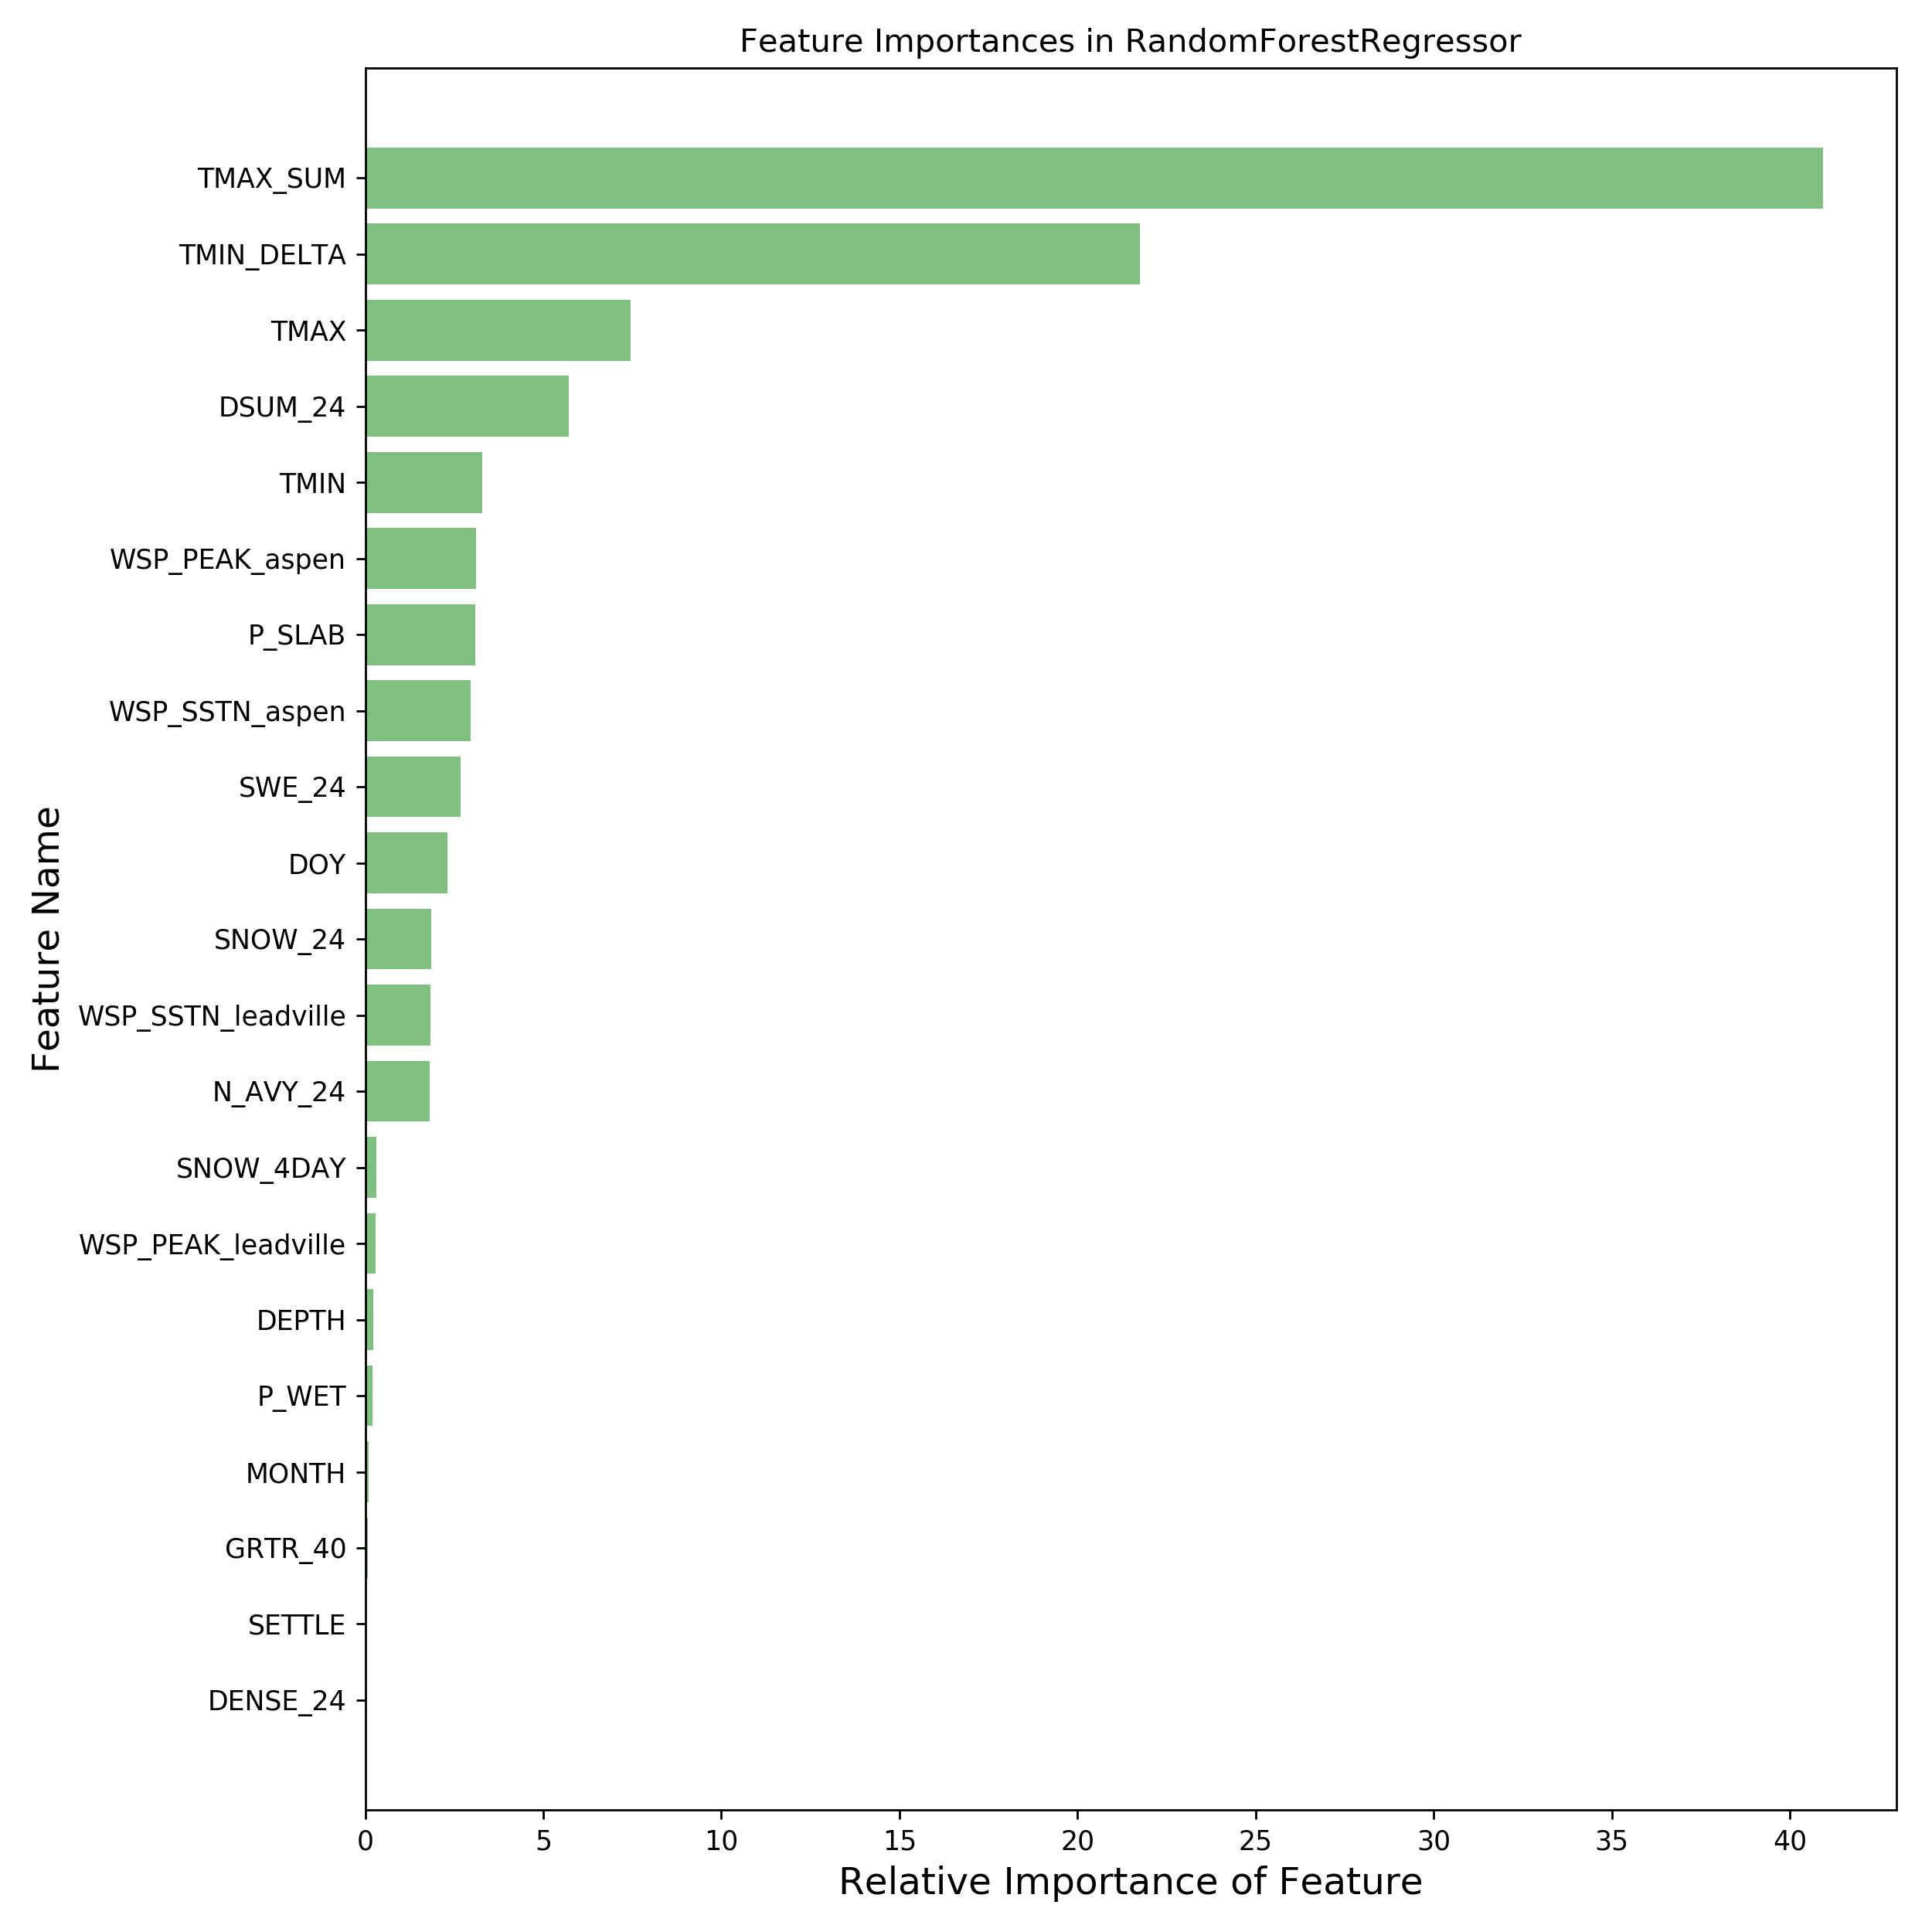 Feature Importances in RandomForestRegressor
TMAX_SUM
TMIN_DELTA
TMAX
DSUM_24
TMIN
WSP_PEAK_aspen
P_SLAB
WSP_SSTN_aspen
SWE_24
DOY
SNOW_24
WSP_SSTN_leadville
N_AVY_24
SNOW_4DAY
WSP_PEAK_leadville
DEPTH
P_WET
MONTH
GRTR_40
SETTLE
DENSE_24
Feature Name
0 5 10 15 20 25 30 35 40
Relative Importance of Feature